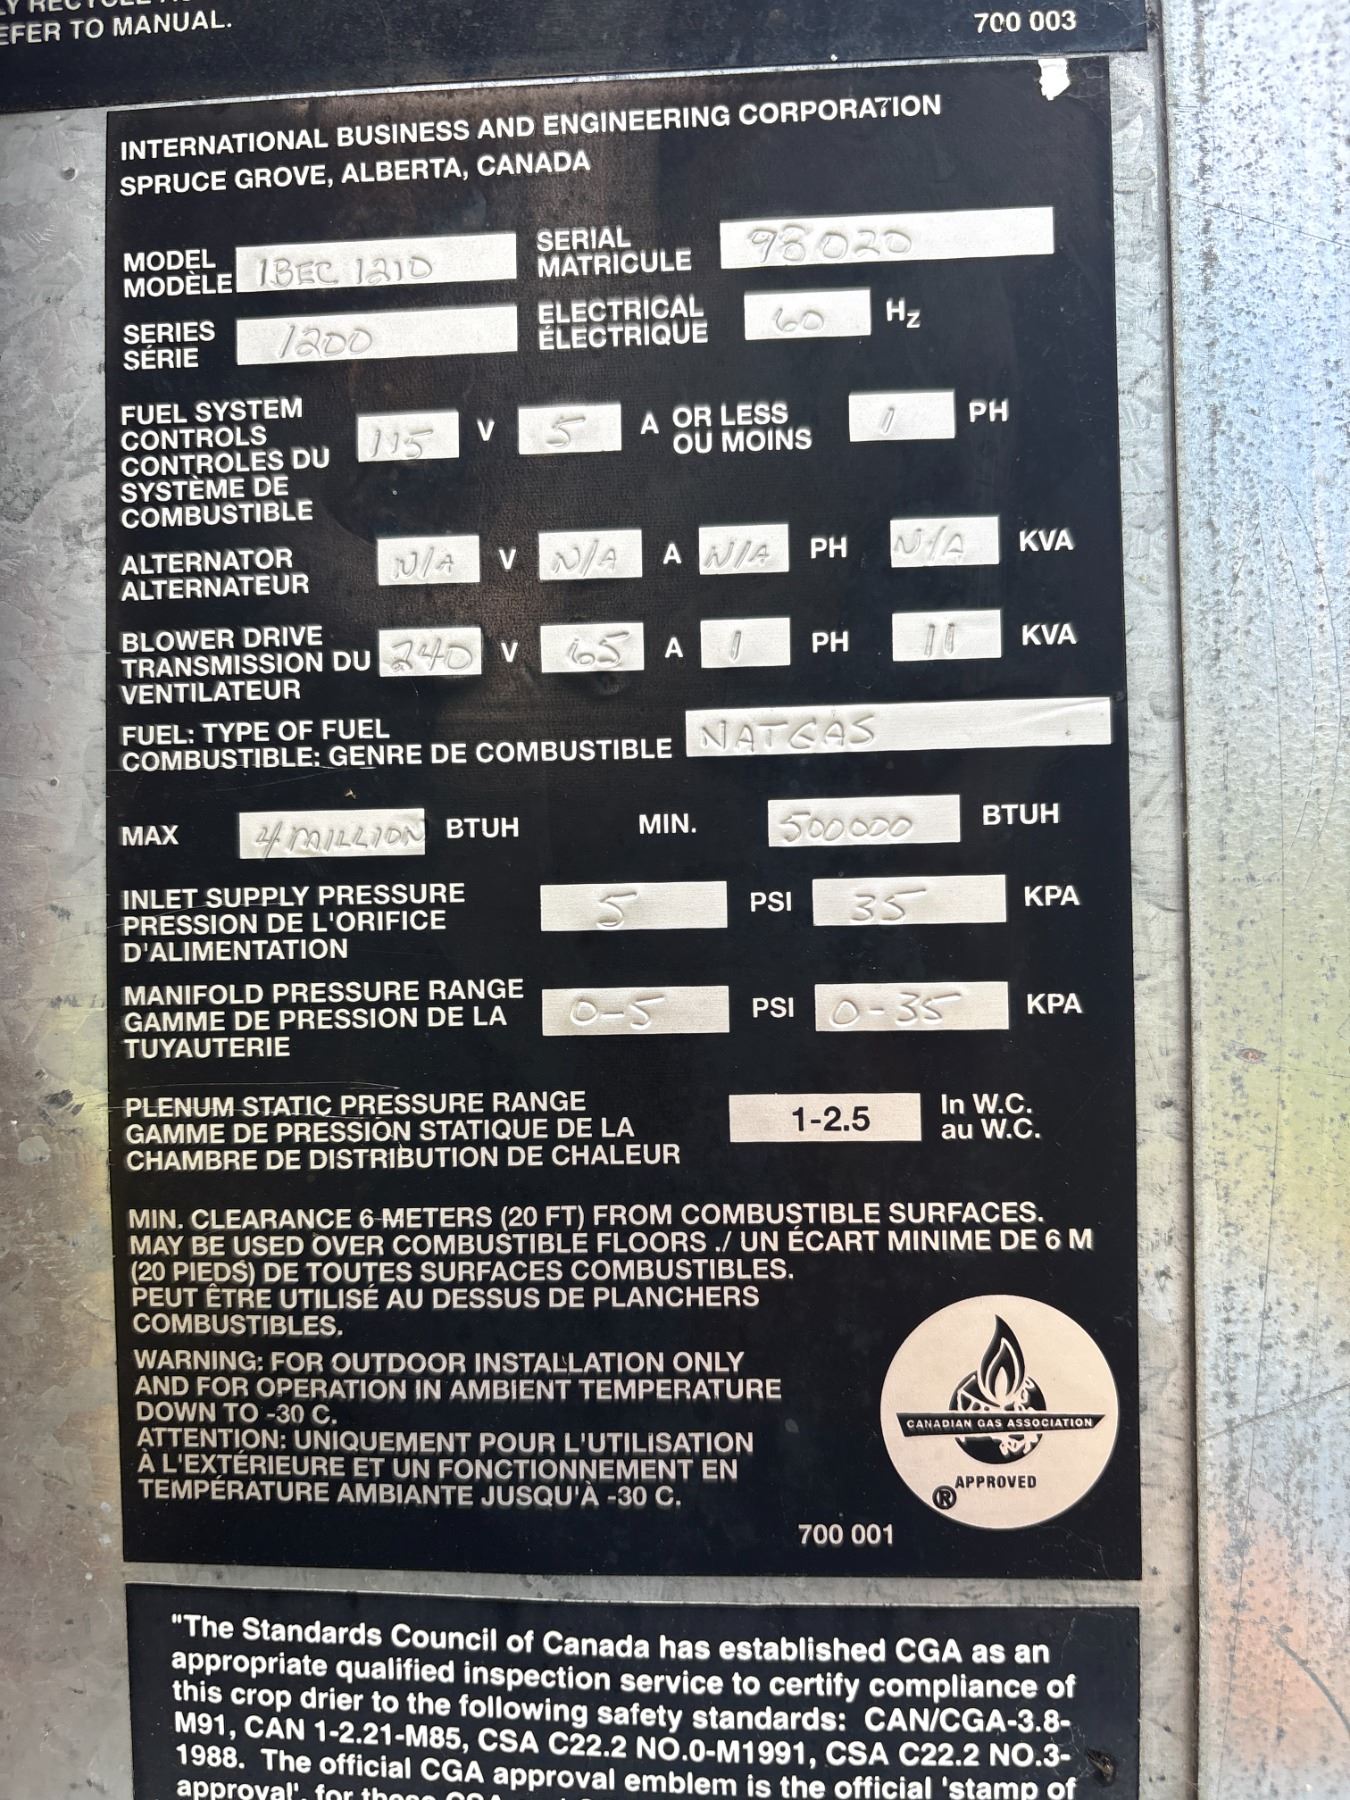 EFER TO MANUAL.
700 003
INTERNATIONAL BUSINESS AND ENGINEERING CORPORATION
SPRUCE GROVE, ALBERTA, CANADA
MODEL IBEC 1210 SERIAL 98020
MODÈLE MATRICULE
SERIES 1200 ELECTRICAL 60 Hz
SÉRIE ÉLECTRIQUE
FUEL SYSTEM
CONTROLS 115 V 5 A OR LESS 1 PH
CONTROLES DU OU MOINS
SYSTÈME DE
COMBUSTIBLE
ALTERNATOR N/A V N/A A N/A PH N/A KVA
ALTERNATEUR
BLOWER DRIVE
TRANSMISSION DU 240 V 65 A 1 PH 11 KVA
VENTILATEUR
FUEL: TYPE OF FUEL
COMBUSTIBLE: GENRE DE COMBUSTIBLE NAT GAS
MAX 4 MILLION BTUH MIN. 500000 BTUH
INLET SUPPLY PRESSURE 5 PSI 35 KPA
PRESSION DE L'ORIFICE
D'ALIMENTATION
MANIFOLD PRESSURE RANGE 0-5 PSI 0-35 KPA
GAMME DE PRESSION DE LA
TUYAUTERIE
PLENUM STATIC PRESSURE RANGE 1-2.5 In W.C.
GAMME DE PRESSION STATIQUE DE LA au W.C.
CHAMBRE DE DISTRIBUTION DE CHALEUR
MIN. CLEARANCE 6 METERS (20 FT) FROM COMBUSTIBLE SURFACES.
MAY BE USED OVER COMBUSTIBLE FLOORS ./ UN ÉCART MINIME DE 6 M
(20 PIEDS) DE TOUTES SURFACES COMBUSTIBLES.
PEUT ÊTRE UTILISÉ AU DESSUS DE PLANCHERS
COMBUSTIBLES.
WARNING: FOR OUTDOOR INSTALLATION ONLY
AND FOR OPERATION IN AMBIENT TEMPERATURE
DOWN TO -30 C.
ATTENTION: UNIQUEMENT POUR L'UTILISATION
À L'EXTÉRIEURE ET UN FONCTIONNEMENT EN
TEMPÉRATURE AMBIANTE JUSQU'À -30 C.
CANADIAN GAS ASSOCIATION
APPROVED
®
700 001
"The Standards Council of Canada has established CGA as an
appropriate qualified inspection service to certify compliance of
this crop drier to the following safety standards: CAN/CGA-3.8-
M91, CAN 1-2.21-M85, CSA C22.2 NO.0-M1991, CSA C22.2 NO.3-
1988. The official CGA approval emblem is the official 'stamp of
approval', for these